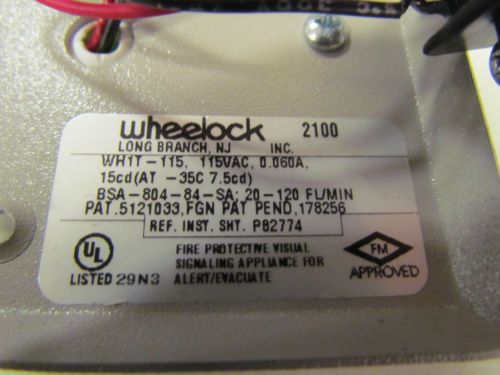 wheelock 2100
LONG BRANCH, NJ INC.
WH1T-115, 115VAC, 0.060A,
15cd(AT -35C 7.5cd)
BSA-804-84-SA; 20-120 FL/MIN
PAT.5121033,FGN PAT PEND,178256
REF. INST. SHT. P82774
UL
LISTED 29N3
FIRE PROTECTIVE VISUAL
SIGNALING APPLIANCE FOR
ALERT/EVACUATE
FM
APPROVED